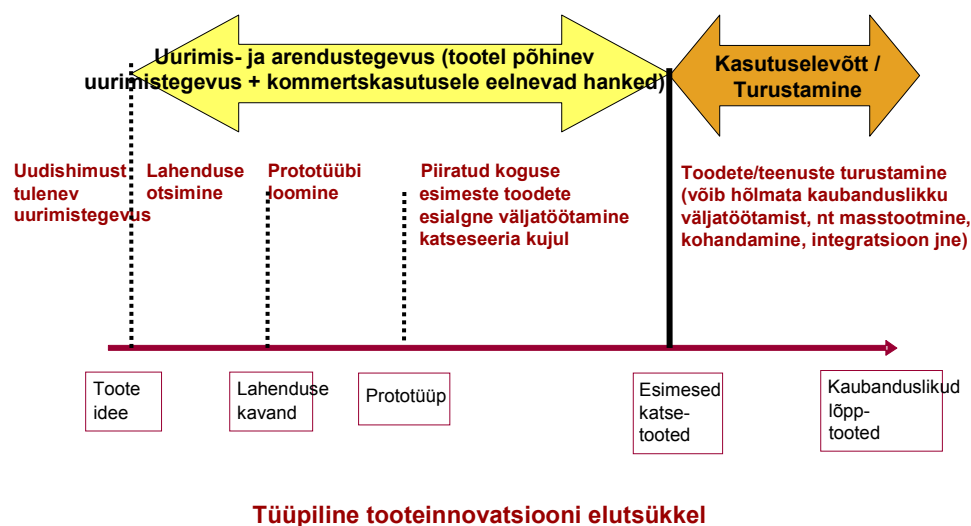 Uurimis- ja arendustegevus (tootel põhinev
uurimistegevus + kommertskasutusele eelnevad hanked)
Kasutuselevõtt /
Turustamine
Uudishimust
tulenev
uurimistegevus
Lahenduse
otsimine
Prototüübi
loomine
Piiratud koguse
esimeste toodete
esialgne väljatöötamine
katseseeria kujul
Toodete/teenuste turustamine
(võib hõlmata kaubanduslikku
väljatöötamist, nt masstootmine,
kohandamine, integratsioon jne)
Toote
idee
Lahenduse
kavand
Prototüüp
Esimesed
katse-
tooted
Kaubanduslikud
lõpp-
tooted
Tüüpiline tooteinnovatsiooni elutsükkel